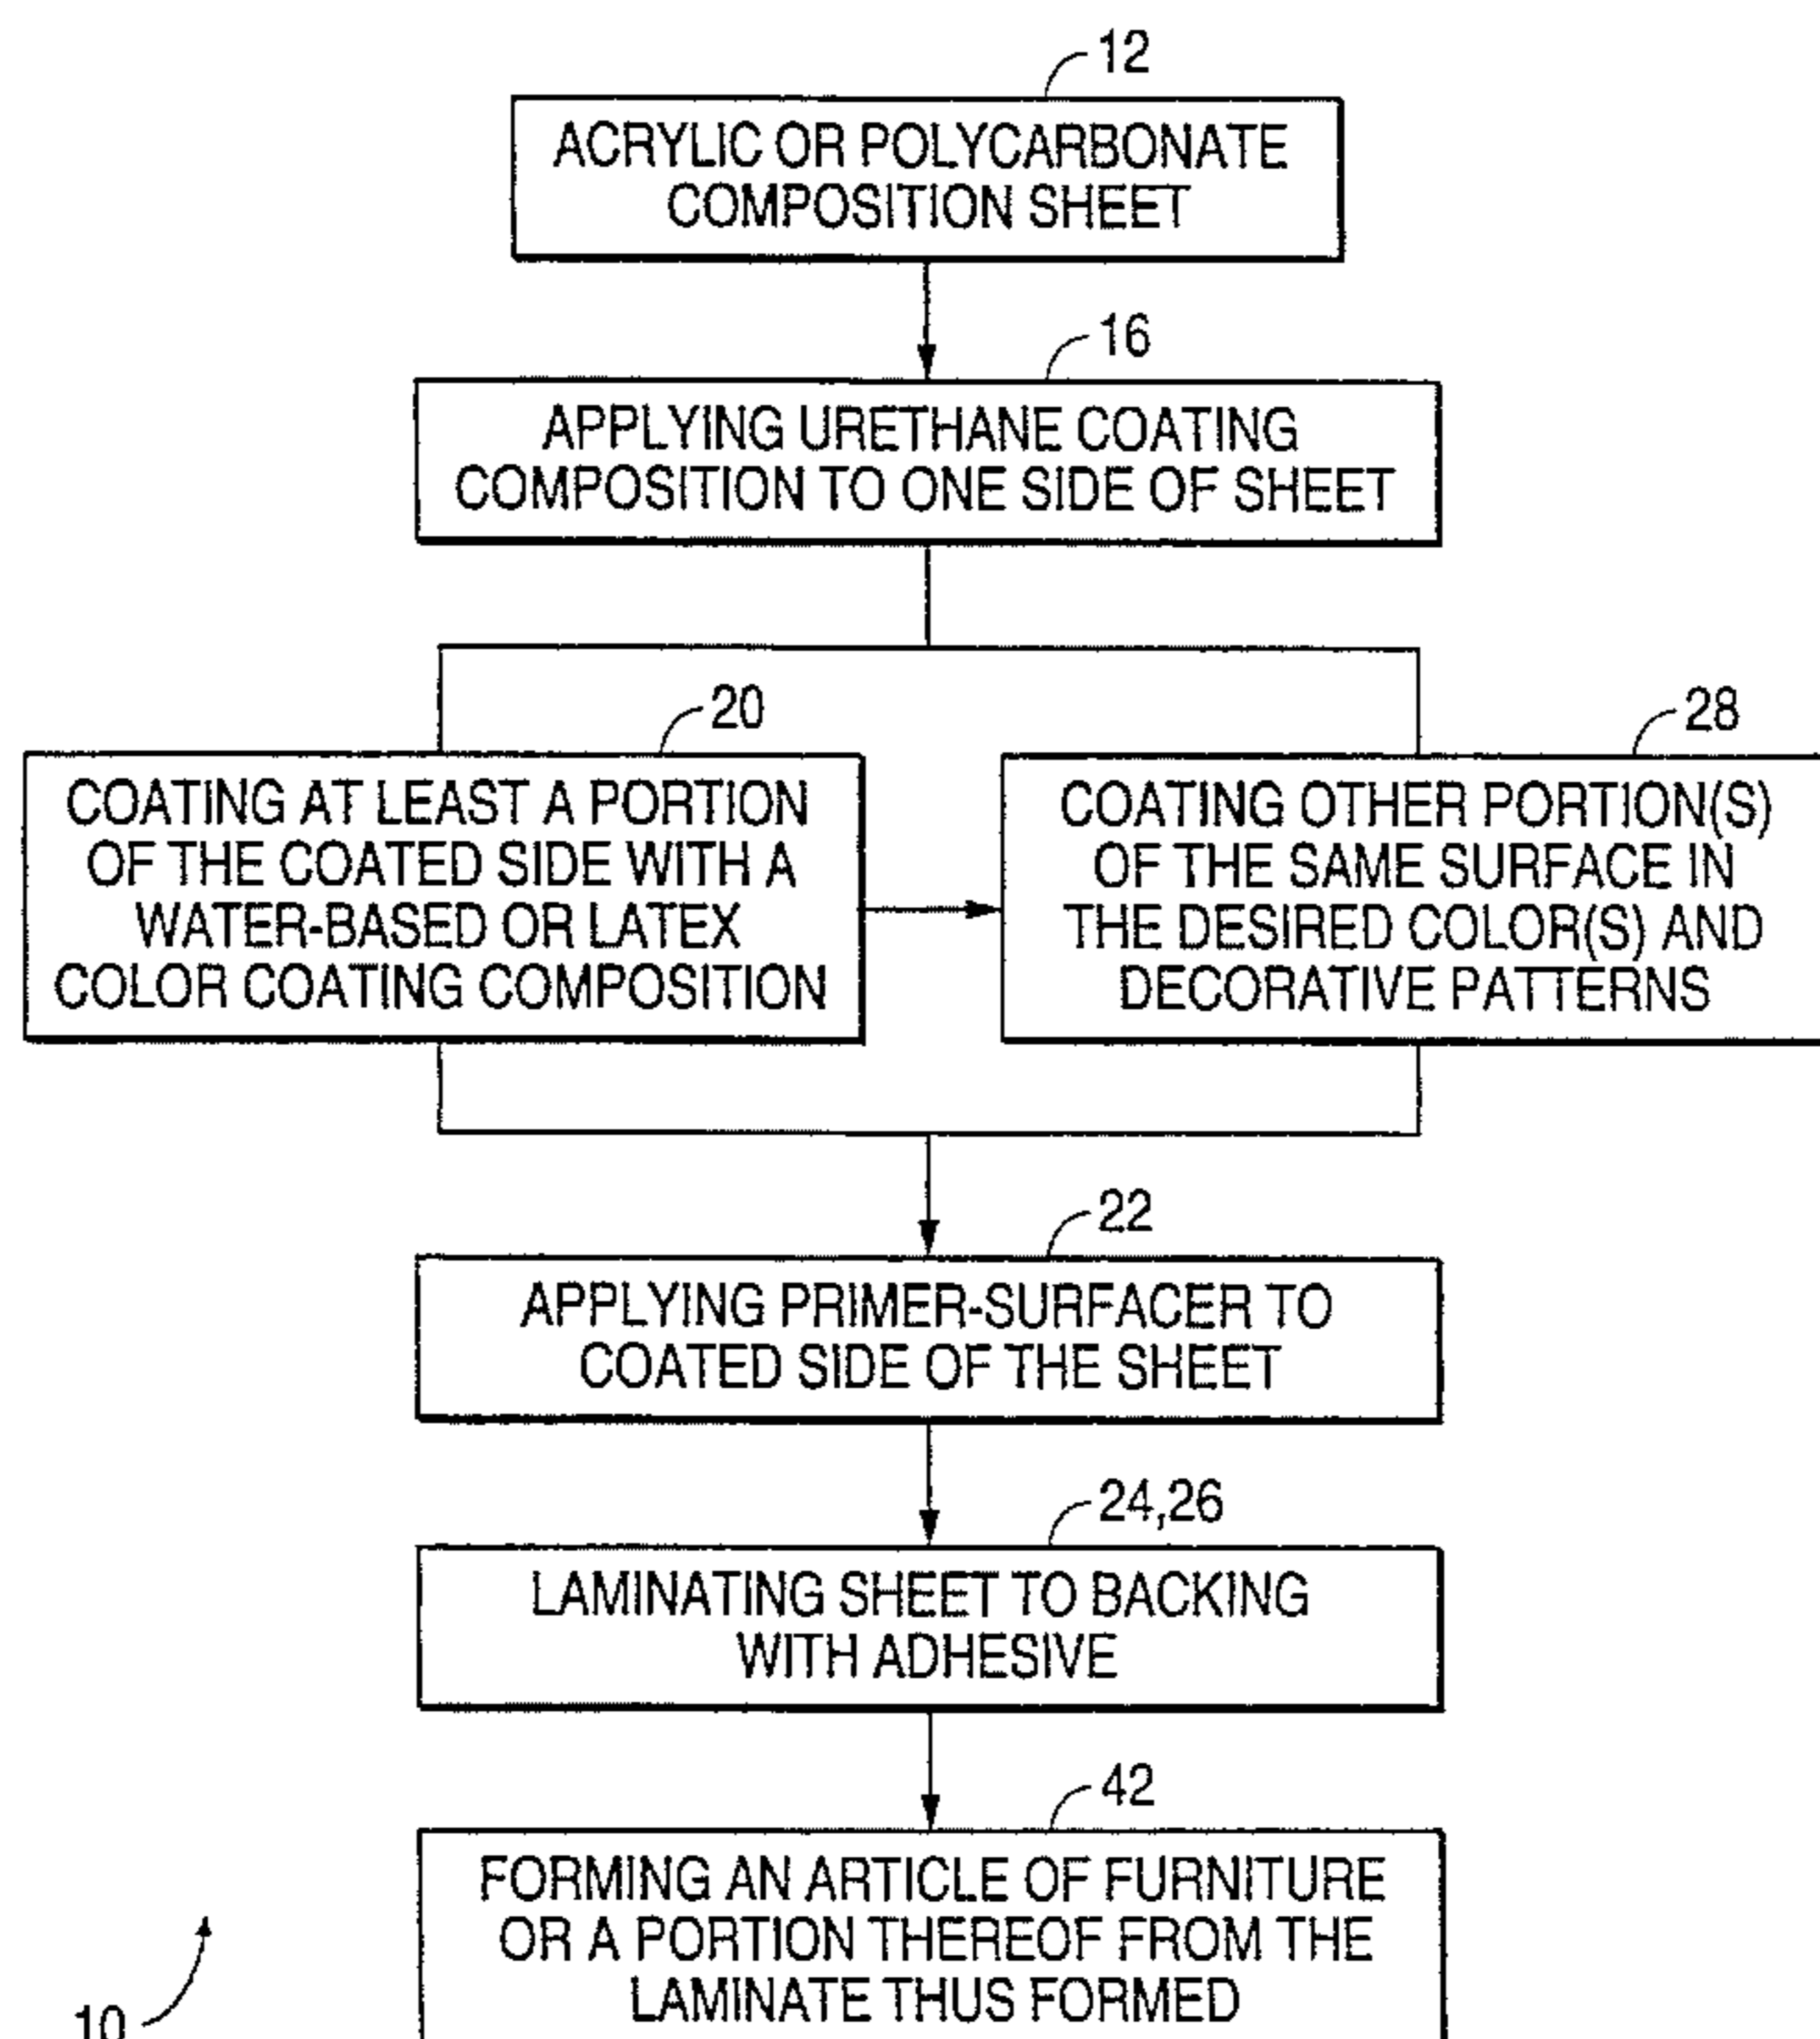 12
ACRYLIC OR POLYCARBONATE
COMPOSITION SHEET
16
APPLYING URETHANE COATING
COMPOSITION TO ONE SIDE OF SHEET
20
COATING AT LEAST A PORTION
OF THE COATED SIDE WITH A
WATER-BASED OR LATEX
COLOR COATING COMPOSITION
28
COATING OTHER PORTION(S)
OF THE SAME SURFACE IN
THE DESIRED COLOR(S) AND
DECORATIVE PATTERNS
22
APPLYING PRIMER-SURFACER TO
COATED SIDE OF THE SHEET
24,26
LAMINATING SHEET TO BACKING
WITH ADHESIVE
42
FORMING AN ARTICLE OF FURNITURE
OR A PORTION THEREOF FROM THE
LAMINATE THUS FORMED
10